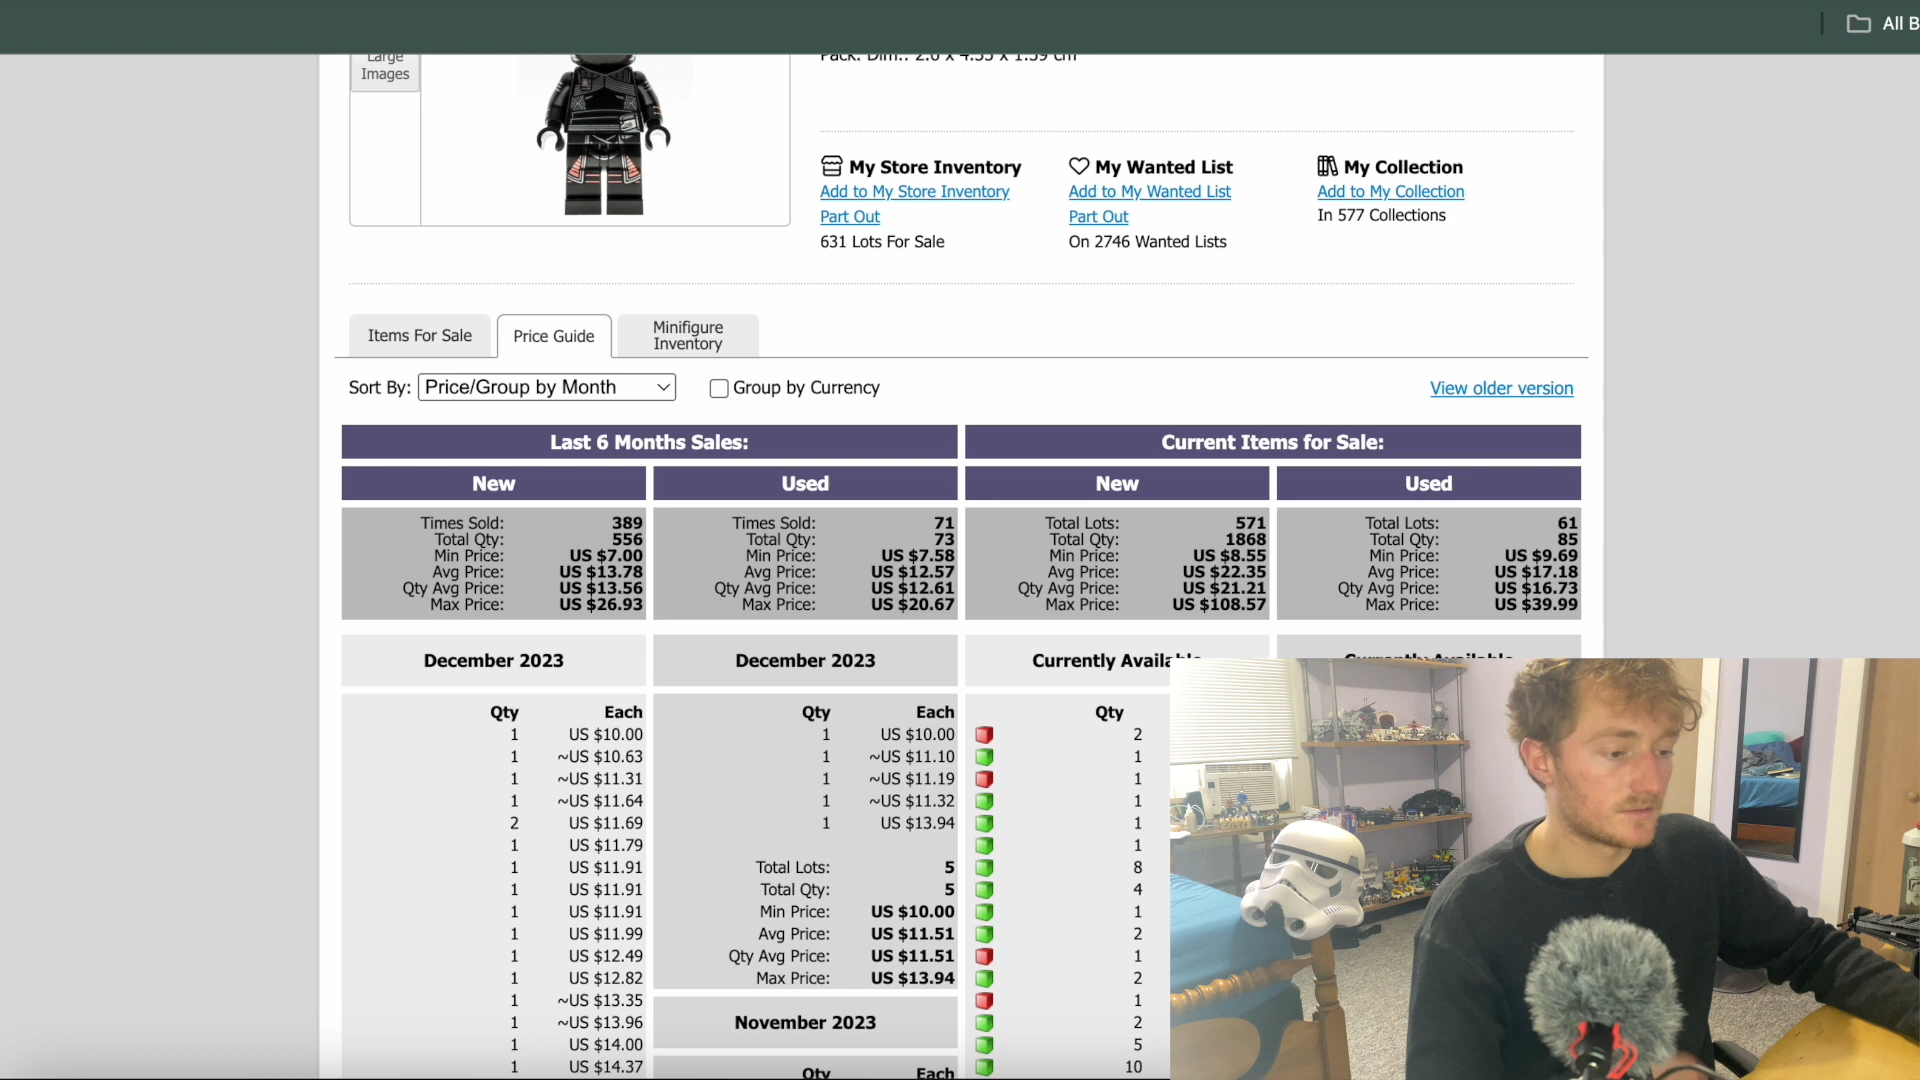 All B
Large
Images
Pack. Dim.: 2.6 x 4.55 x 1.59 cm
My Store Inventory
Add to My Store Inventory
Part Out
631 Lots For Sale
My Wanted List
Add to My Wanted List
Part Out
On 2746 Wanted Lists
My Collection
Add to My Collection
In 577 Collections
Items For Sale
Price Guide
Minifigure
Inventory
Sort By: Price/Group by Month
Group by Currency
View older version
Last 6 Months Sales:
Current Items for Sale:
New
Used
New
Used
Times Sold: 389
Total Qty: 556
Min Price: US $7.00
Avg Price: US $13.78
Qty Avg Price: US $13.56
Max Price: US $26.93
Times Sold: 71
Total Qty: 73
Min Price: US $7.58
Avg Price: US $12.57
Qty Avg Price: US $12.61
Max Price: US $20.67
Total Lots: 571
Total Qty: 1868
Min Price: US $8.55
Avg Price: US $22.35
Qty Avg Price: US $21.21
Max Price: US $108.57
Total Lots: 61
Total Qty: 85
Min Price: US $9.69
Avg Price: US $17.18
Qty Avg Price: US $16.73
Max Price: US $39.99
December 2023
Qty Each
1 US $10.00
1 ~US $10.63
1 ~US $11.31
1 ~US $11.64
2 US $11.69
1 US $11.79
1 US $11.91
1 US $11.91
1 US $11.91
1 US $11.99
1 US $12.49
1 US $12.82
1 ~US $13.35
1 ~US $13.96
1 US $14.00
1 US $14.37
December 2023
Qty Each
1 US $10.00
1 ~US $11.10
1 ~US $11.19
1 ~US $11.32
1 US $13.94
Total Lots: 5
Total Qty: 5
Min Price: US $10.00
Avg Price: US $11.51
Qty Avg Price: US $11.51
Max Price: US $13.94
November 2023
Qty Each
Currently Available
Qty
2
1
1
1
1
1
8
4
1
2
1
2
1
2
5
10
Currently Available